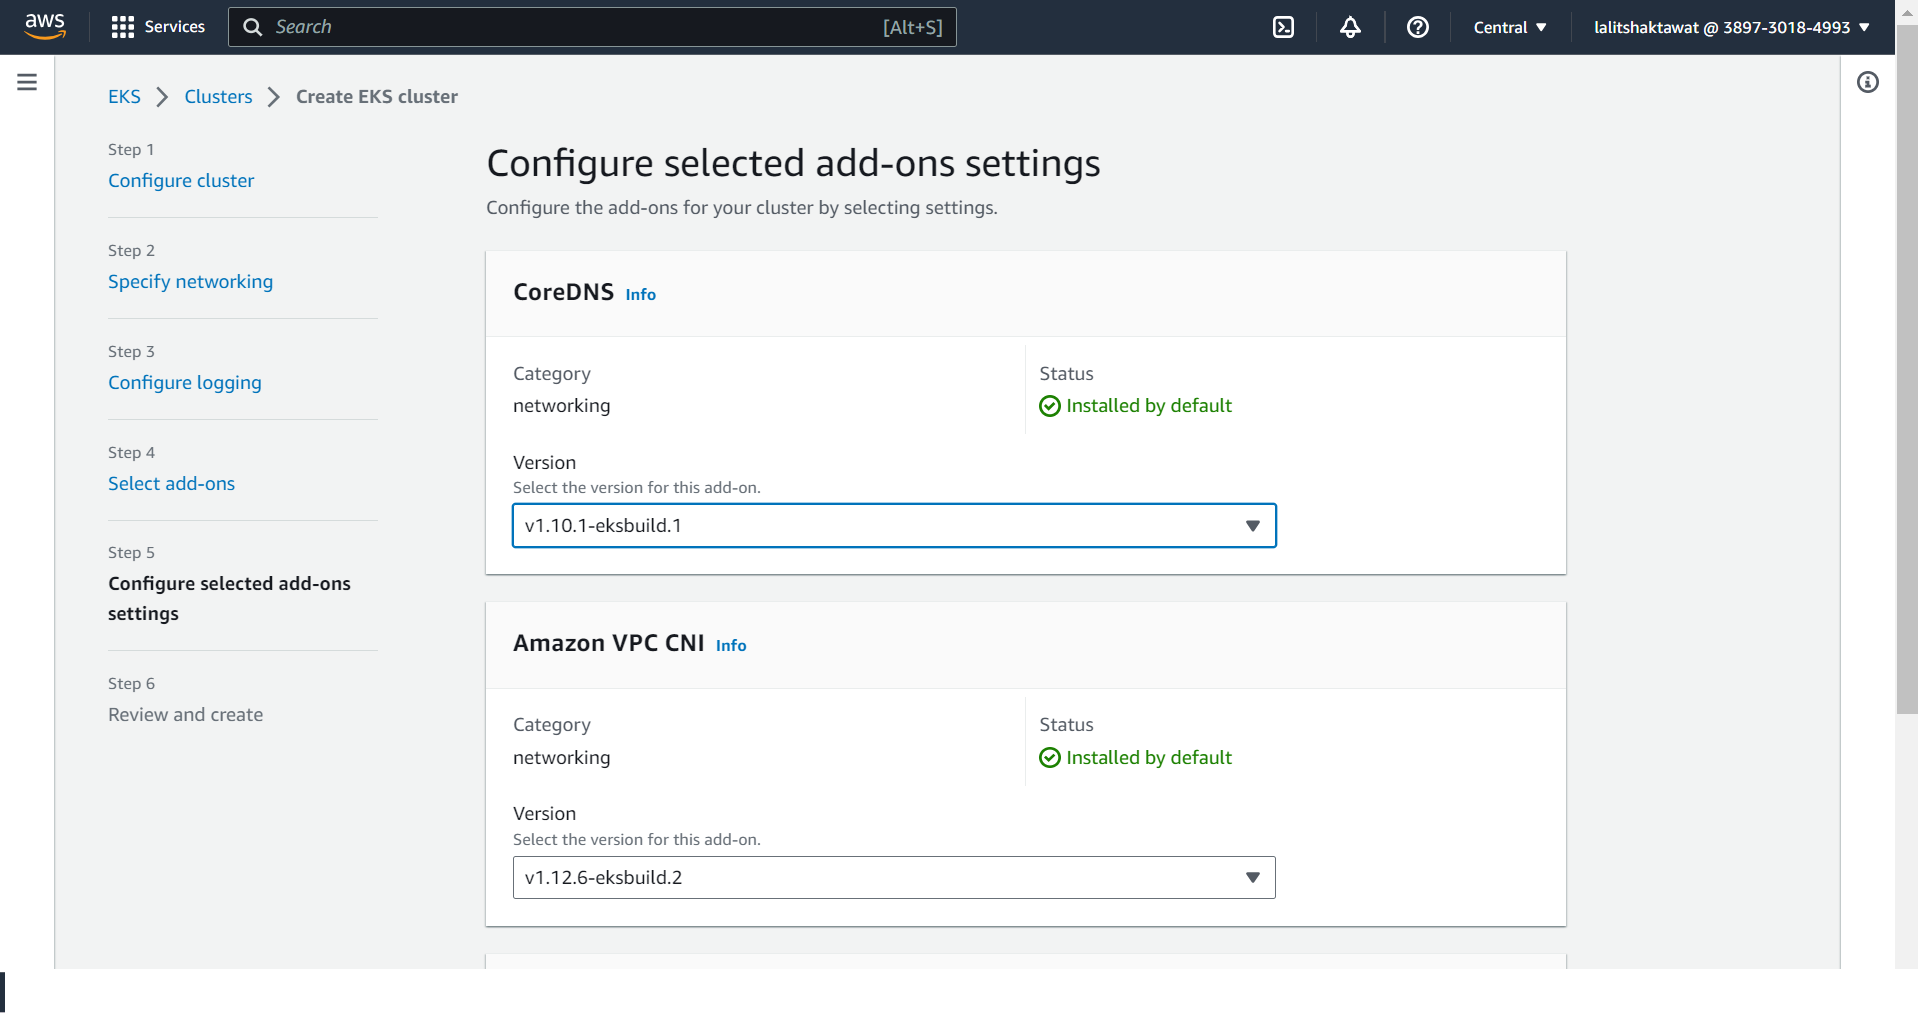 aws
Services
Search
[Alt+S]
Central
lalitshaktawat @ 3897-3018-4993
EKS
Clusters
Create EKS cluster
Step 1
Configure cluster
Step 2
Specify networking
Step 3
Configure logging
Step 4
Select add-ons
Step 5
Configure selected add-ons
settings
Step 6
Review and create
Configure selected add-ons settings
Configure the add-ons for your cluster by selecting settings.
CoreDNS Info
Category
networking
Status
Installed by default
Version
Select the version for this add-on.
v1.10.1-eksbuild.1
Amazon VPC CNI Info
Category
networking
Status
Installed by default
Version
Select the version for this add-on.
v1.12.6-eksbuild.2